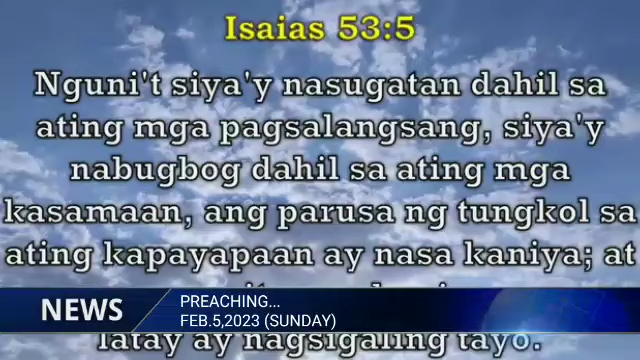 Isaias 53:5
Nguni't siya'y nasugatan dahil sa
ating mga pagsalangsang, siya'y
nabugbog dahil sa ating mga
kasamaan, ang parusa ng tungkol sa
ating kapayapaan ay nasa kaniya; at
NEWS
PREACHING...
FEB.5,2023 (SUNDAY)
latay ay nagsigaling tayo.